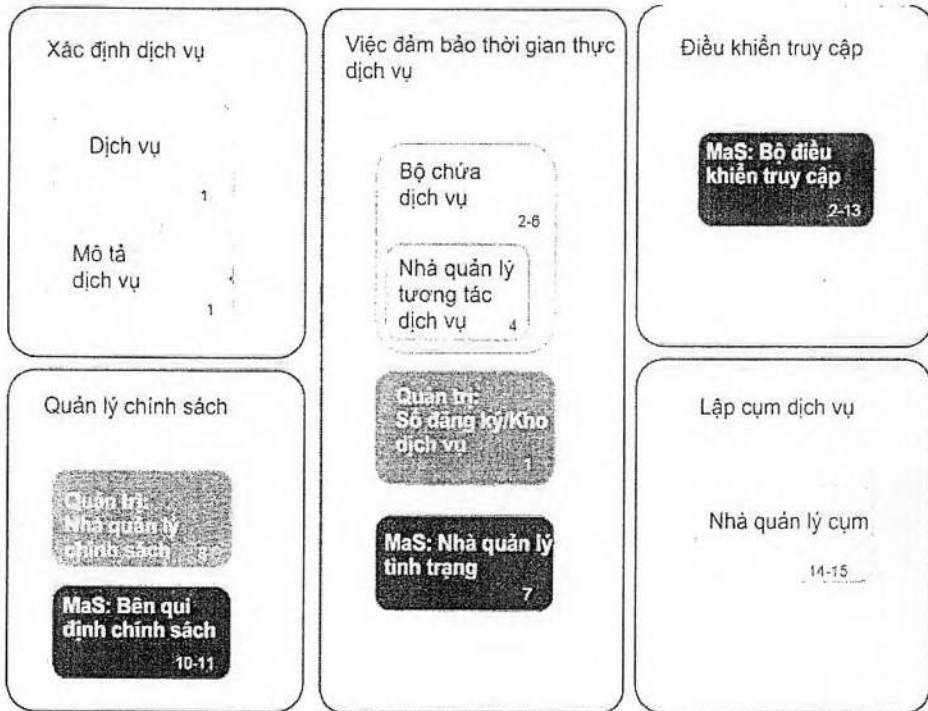 Xác định dịch vụ
Dịch vụ
1
Mô tả
dịch vụ
1
Việc đảm bảo thời gian thực
dịch vụ
Bộ chứa
dịch vụ
2-6
Nhà quản lý
tương tác
dịch vụ
4
Quản trị:
Sổ đăng ký/Kho
dịch vụ
1
MaS: Nhà quản lý
tình trạng
7
Điều khiển truy cập
MaS: Bộ điều
khiển truy cập
2-13
Quản lý chính sách
Quản trị:
Nhà quản lý
chính sách
MaS: Bên qui
định chính sách
10-11
Lập cụm dịch vụ
Nhà quản lý cụm
14-15